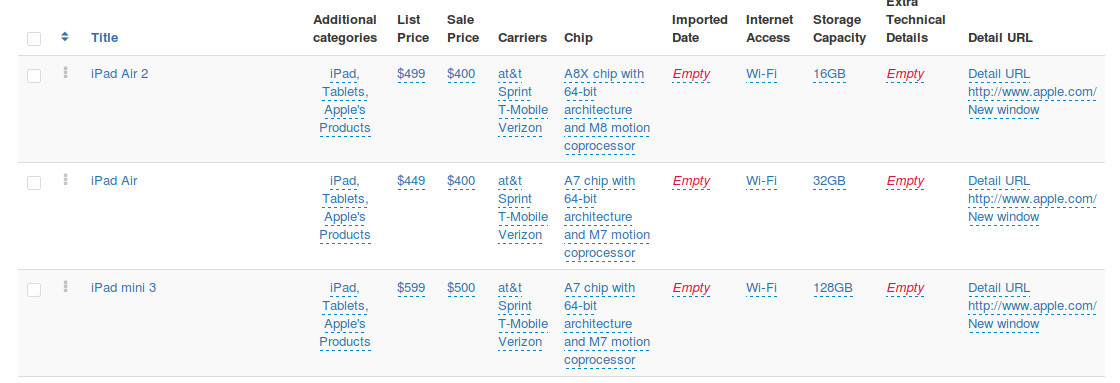 Extra
Additional List Sale Imported Internet Storage Technical
Title categories Price Price Carriers Chip Date Access Capacity Details Detail URL
iPad Air 2 iPad, $499 $400 at&t A8X chip with Empty Wi-Fi 16GB Empty Detail URL
Tablets, Sprint 64-bit http://www.apple.com/
Apple's T-Mobile architecture New window
Products Verizon and M8 motion
coprocessor
iPad Air iPad, $449 $400 at&t A7 chip with Empty Wi-Fi 32GB Empty Detail URL
Tablets, Sprint 64-bit http://www.apple.com/
Apple's T-Mobile architecture New window
Products Verizon and M7 motion
coprocessor
iPad mini 3 iPad, $599 $500 at&t A7 chip with Empty Wi-Fi 128GB Empty Detail URL
Tablets, Sprint 64-bit http://www.apple.com/
Apple's T-Mobile architecture New window
Products Verizon and M7 motion
coprocessor